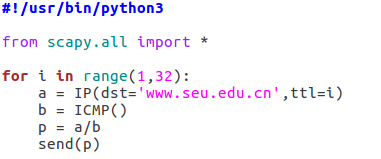 #!/usr/bin/python3

from scapy.all import *

for i in range(1,32):
    a = IP(dst='www.seu.edu.cn',ttl=i)
    b = ICMP()
    p = a/b
    send(p)